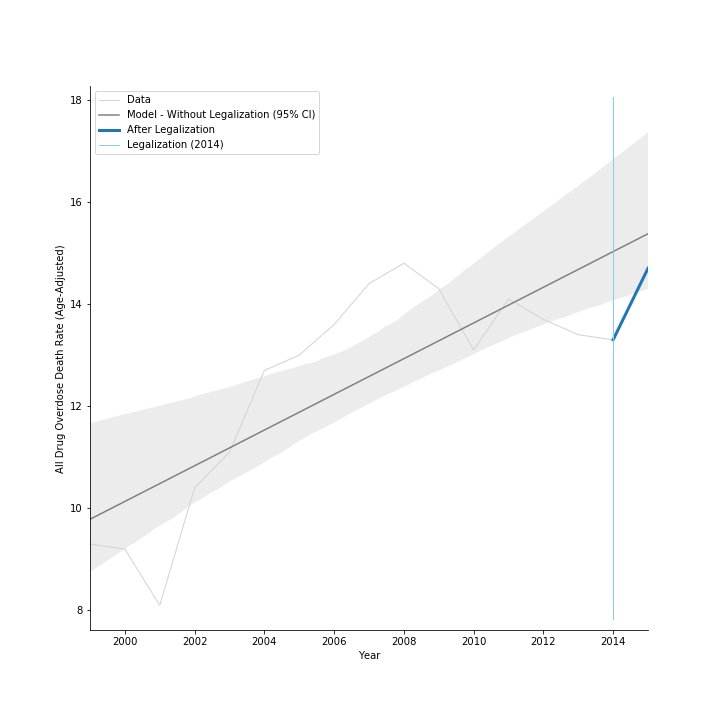 Data
Model - Without Legalization (95% CI)
After Legalization
Legalization (2014)
18
16
14
12
10
8
All Drug Overdose Death Rate (Age-Adjusted)
2000 2002 2004 2006 2008 2010 2012 2014
Year